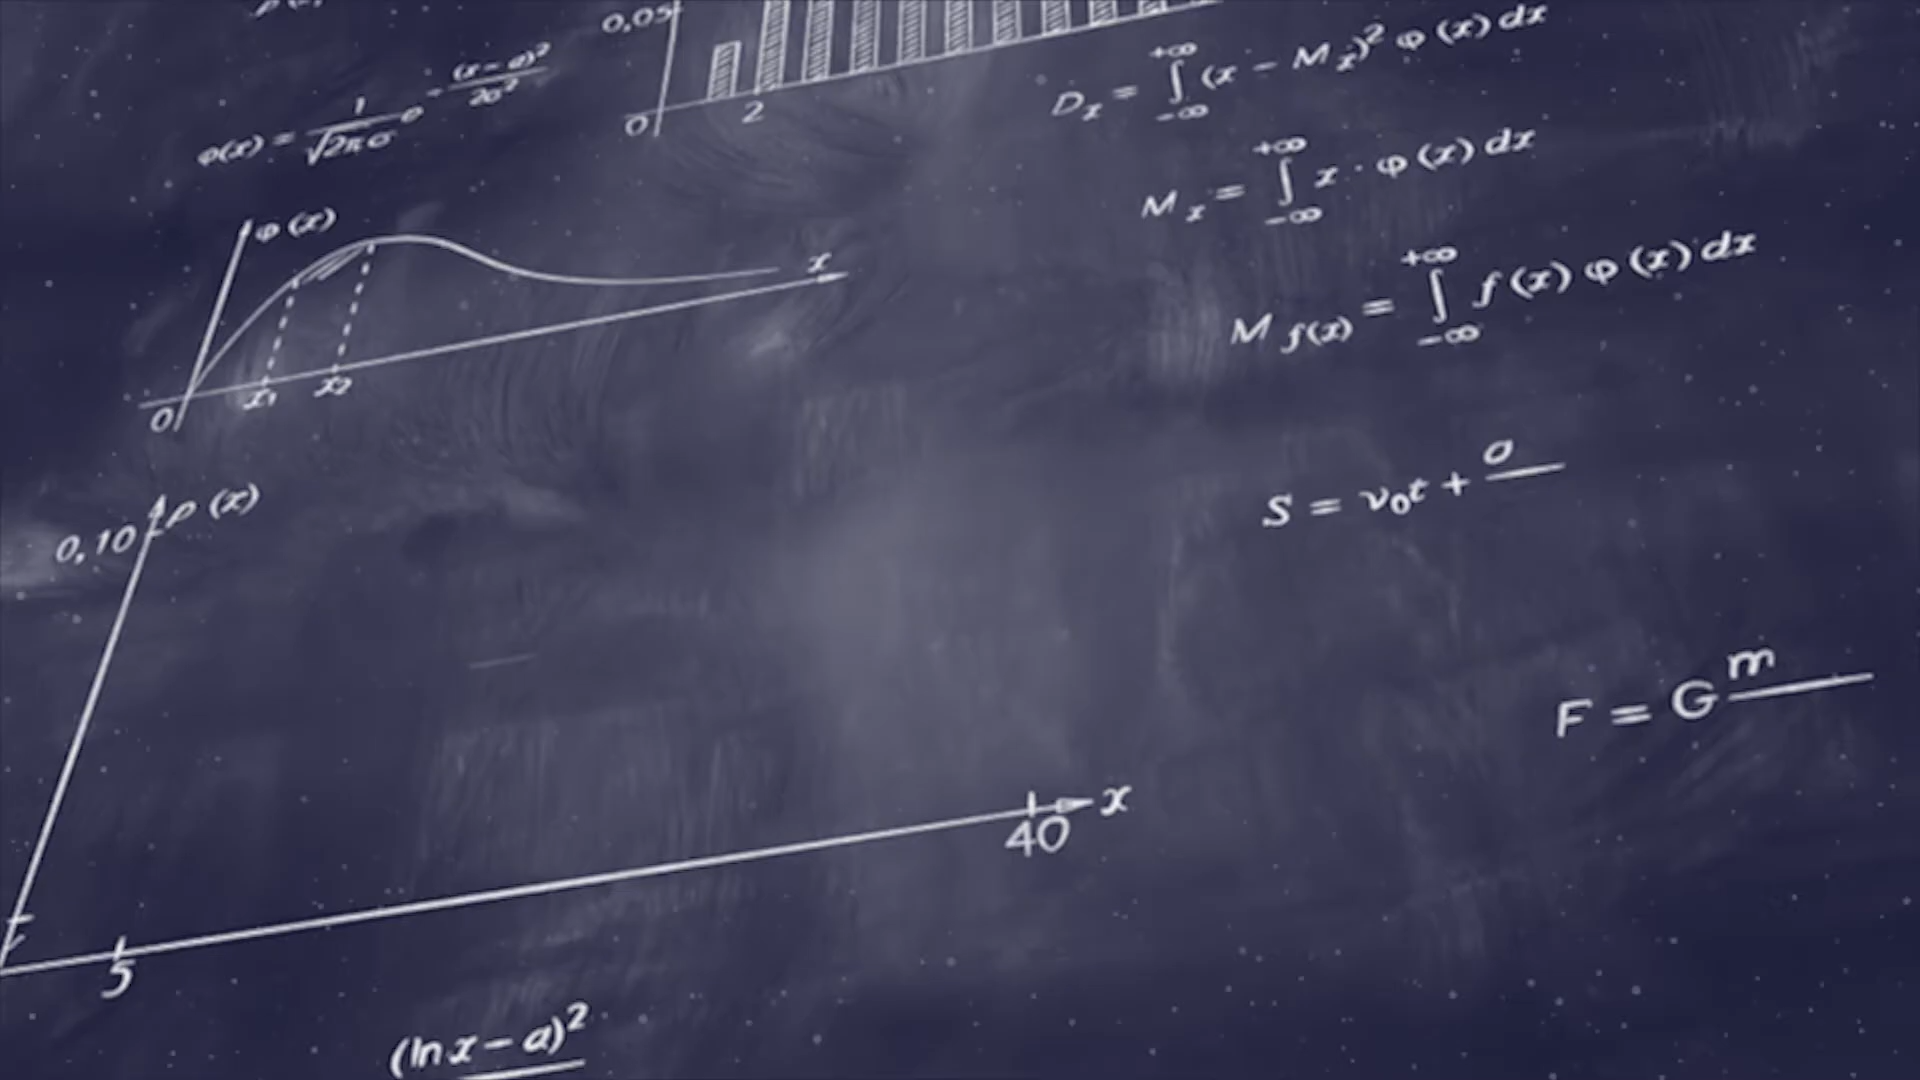 0,05
φ(x) = 1/√2πσ e^-(x-a)²/2σ²
0 2
D_x = ∫_-∞^+∞ (x - M_x)² φ(x) dx
M_x = ∫_-∞^+∞ x · φ(x) dx
φ(x)
x
0 x₁ x₂
M_f(x) = ∫_-∞^+∞ f(x) φ(x) dx
S = v₀t + a
0,10 ρ(x)
F = G m
40 x
5
(ln x - a)²